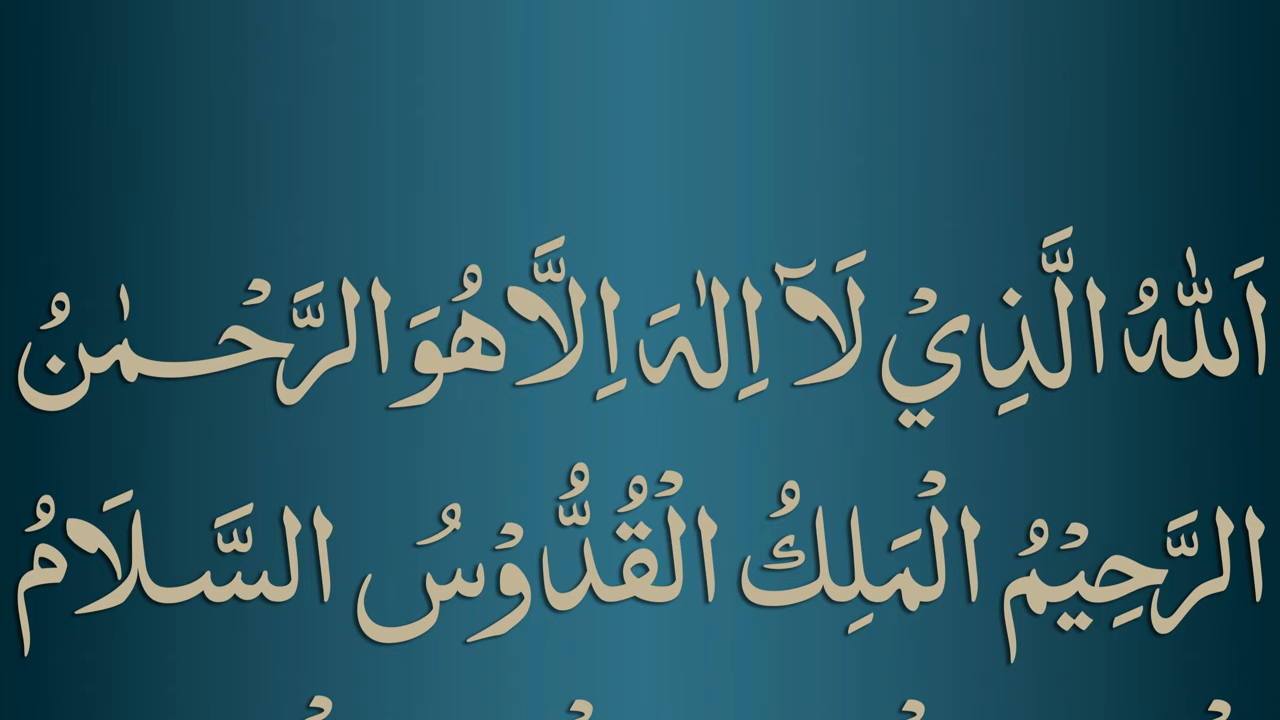 اَللّٰهُ الَّذِيْ لَآ اِلٰهَ اِلَّا هُوَ الرَّحْمٰنُ
الرَّحِيْمُ الْمَلِكُ الْقُدُّوْسُ السَّلَامُ